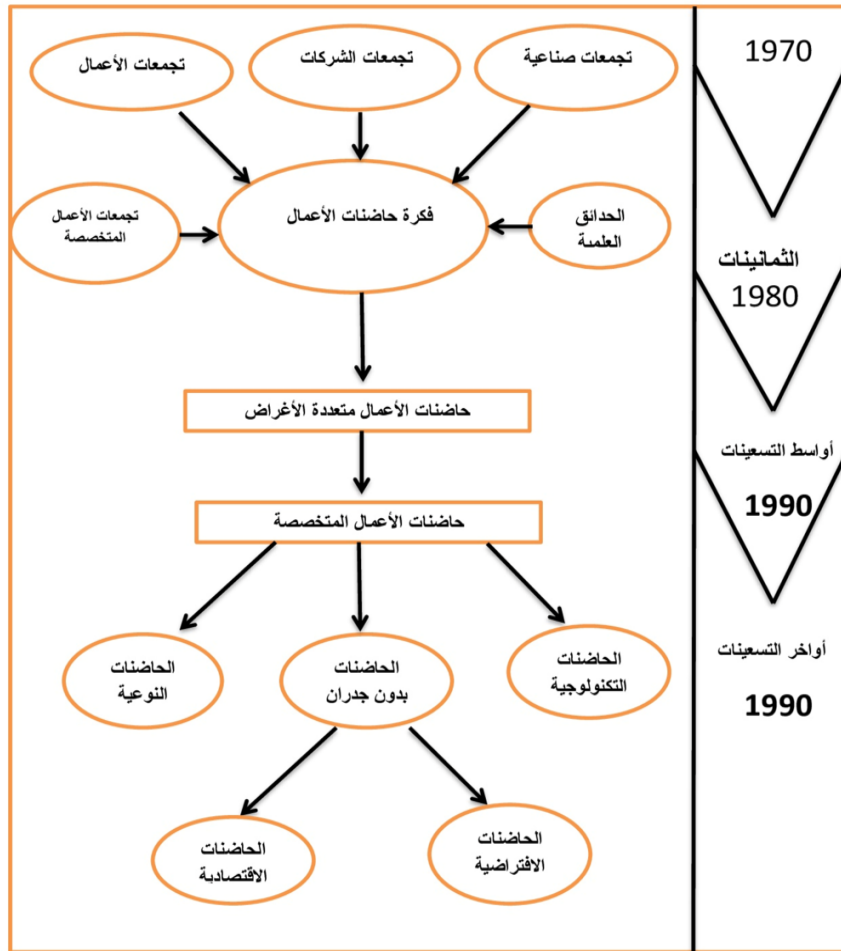 تجمعات صناعية
تجمعات الشركات
تجمعات الأعمال
1970
فكرة حاضنات الأعمال
الحدائق
العلمية
تجمعات الأعمال
المتخصصة
الثمانينات
1980
حاضنات الأعمال متعددة الأغراض
أواسط التسعينات
1990
حاضنات الأعمال المتخصصة
الحاضنات
التكنولوجية
الحاضنات
بدون جدران
الحاضنات
النوعية
أواخر التسعينات
1990
الحاضنات
الافتراضية
الحاضنات
الاقتصادية